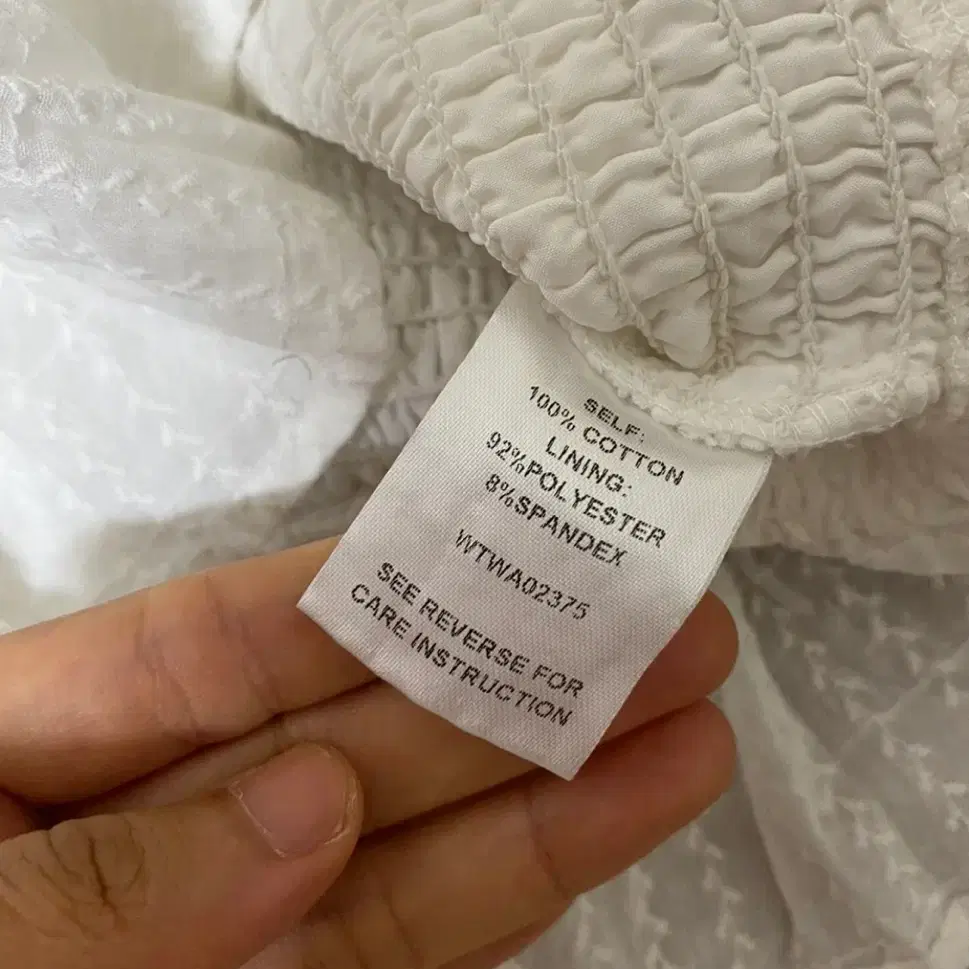 SELF:
100% COTTON
LINING:
92%POLYESTER
8%SPANDEX
WTWA02375
SEE REVERSE FOR
CARE INSTRUCTION